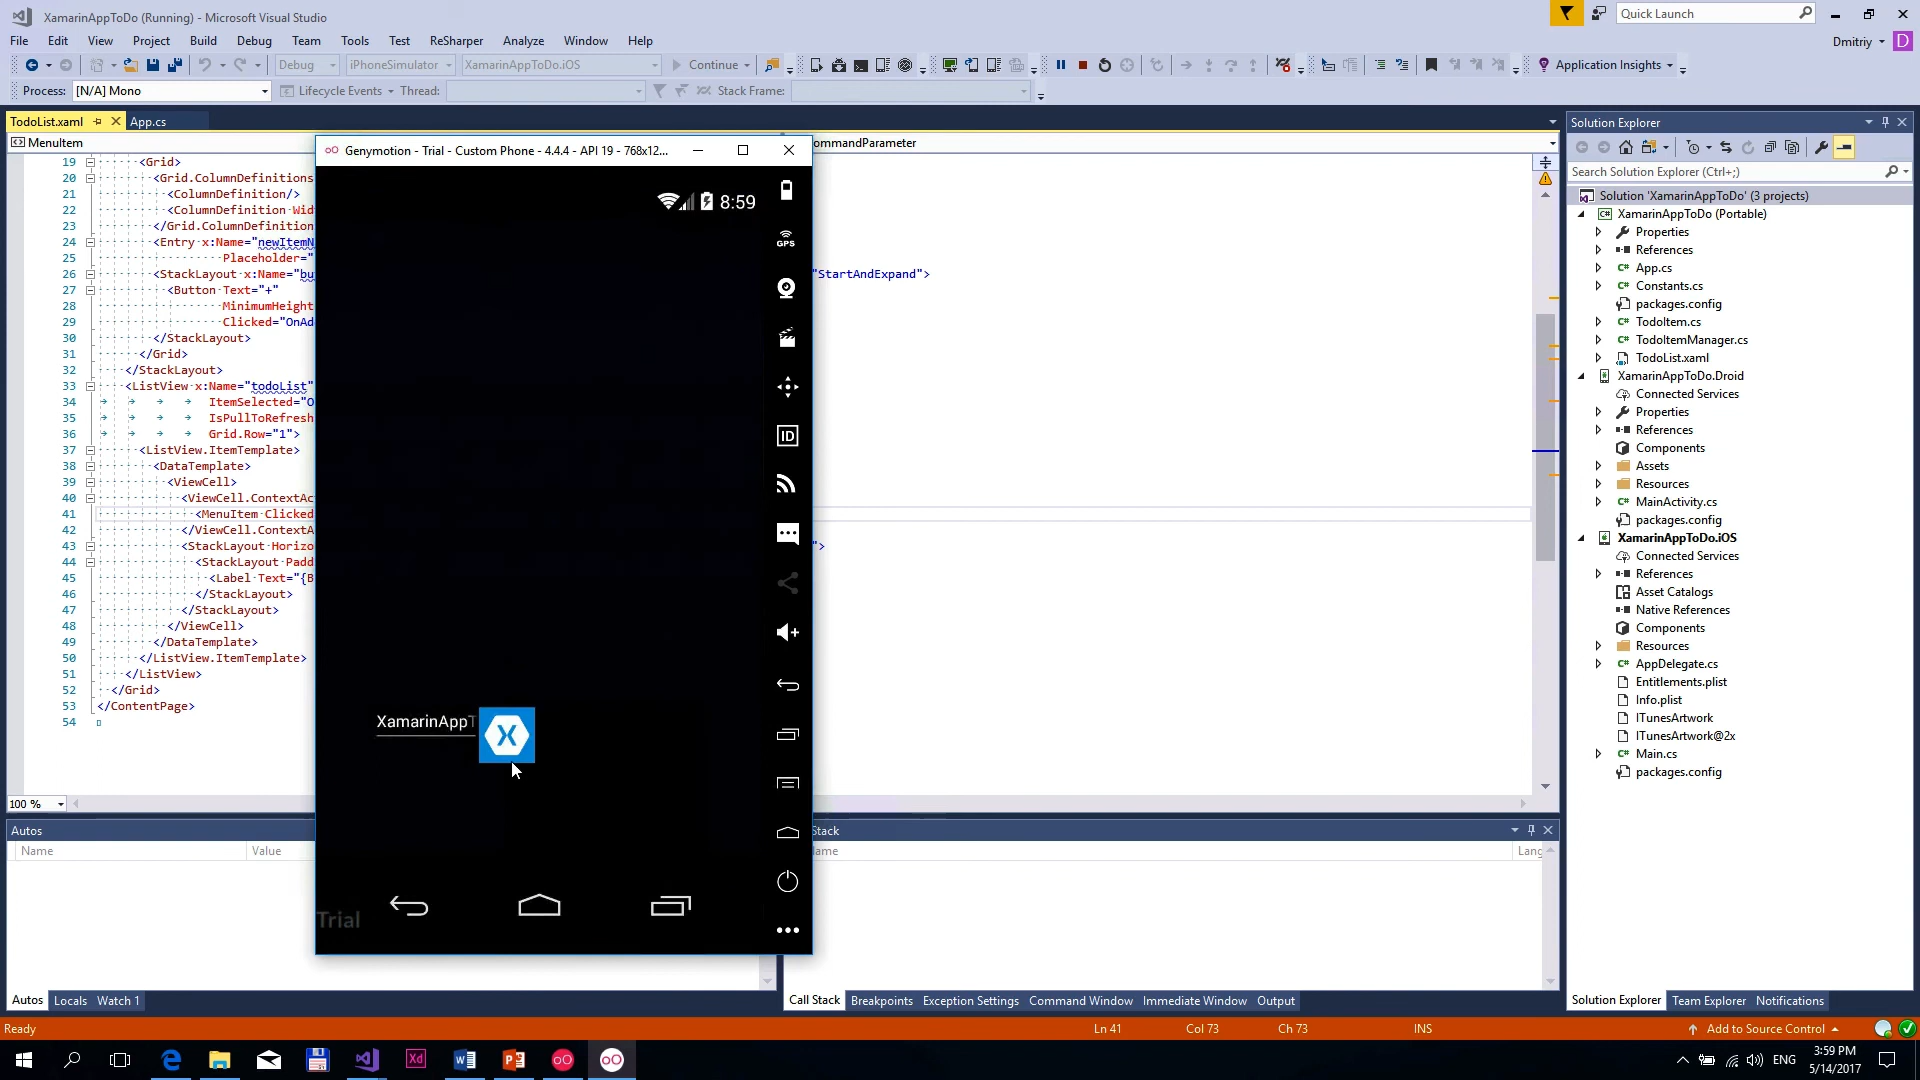 XamarinAppToDo (Running) - Microsoft Visual Studio
Quick Launch
File Edit View Project Build Debug Team Tools Test ReSharper Analyze Window Help
Dmitriy D
Debug iPhoneSimulator XamarinAppToDo.iOS Continue Application Insights
Process: [N/A] Mono Lifecycle Events Thread: Stack Frame:
TodoList.xaml App.cs
MenuItem
ommandParameter
Genymotion - Trial - Custom Phone - 4.4.4 - API 19 - 768x12...
8:59
GPS
ID
XamarinAppT
Trial
19 <Grid>
20 <Grid.ColumnDefinitions
21 <ColumnDefinition/>
22 <ColumnDefinition Wid
23 </Grid.ColumnDefinition
24 <Entry x:Name="newItemN
25 Placeholder="
26 <StackLayout x:Name="bu "StartAndExpand">
27 <Button Text="+"
28 MinimumHeight
29 Clicked="OnAd
30 </StackLayout>
31 </Grid>
32 </StackLayout>
33 <ListView x:Name="todoList"
34 ItemSelected="O
35 IsPullToRefresh
36 Grid.Row="1">
37 <ListView.ItemTemplate>
38 <DataTemplate>
39 <ViewCell>
40 <ViewCell.ContextAc
41 <MenuItem Clicked
42 </ViewCell.ContextA
43 <StackLayout Horizo ">
44 <StackLayout Padd
45 <Label Text="{B
46 </StackLayout>
47 </StackLayout>
48 </ViewCell>
49 </DataTemplate>
50 </ListView.ItemTemplate>
51 </ListView>
52 </Grid>
53 </ContentPage>
54
100 %
Solution Explorer
Search Solution Explorer (Ctrl+;)
Solution 'XamarinAppToDo' (3 projects)
XamarinAppToDo (Portable)
Properties
References
App.cs
Constants.cs
packages.config
TodoItem.cs
TodoItemManager.cs
TodoList.xaml
XamarinAppToDo.Droid
Connected Services
Properties
References
Components
Assets
Resources
MainActivity.cs
packages.config
XamarinAppToDo.iOS
Connected Services
References
Asset Catalogs
Native References
Components
Resources
AppDelegate.cs
Entitlements.plist
Info.plist
ITunesArtwork
ITunesArtwork@2x
Main.cs
packages.config
Autos
Name Value
Stack
ame Lang
Autos Locals Watch 1
Call Stack Breakpoints Exception Settings Command Window Immediate Window Output
Solution Explorer Team Explorer Notifications
Ready Ln 41 Col 73 Ch 73 INS Add to Source Control
Xd
ENG
3:59 PM
5/14/2017